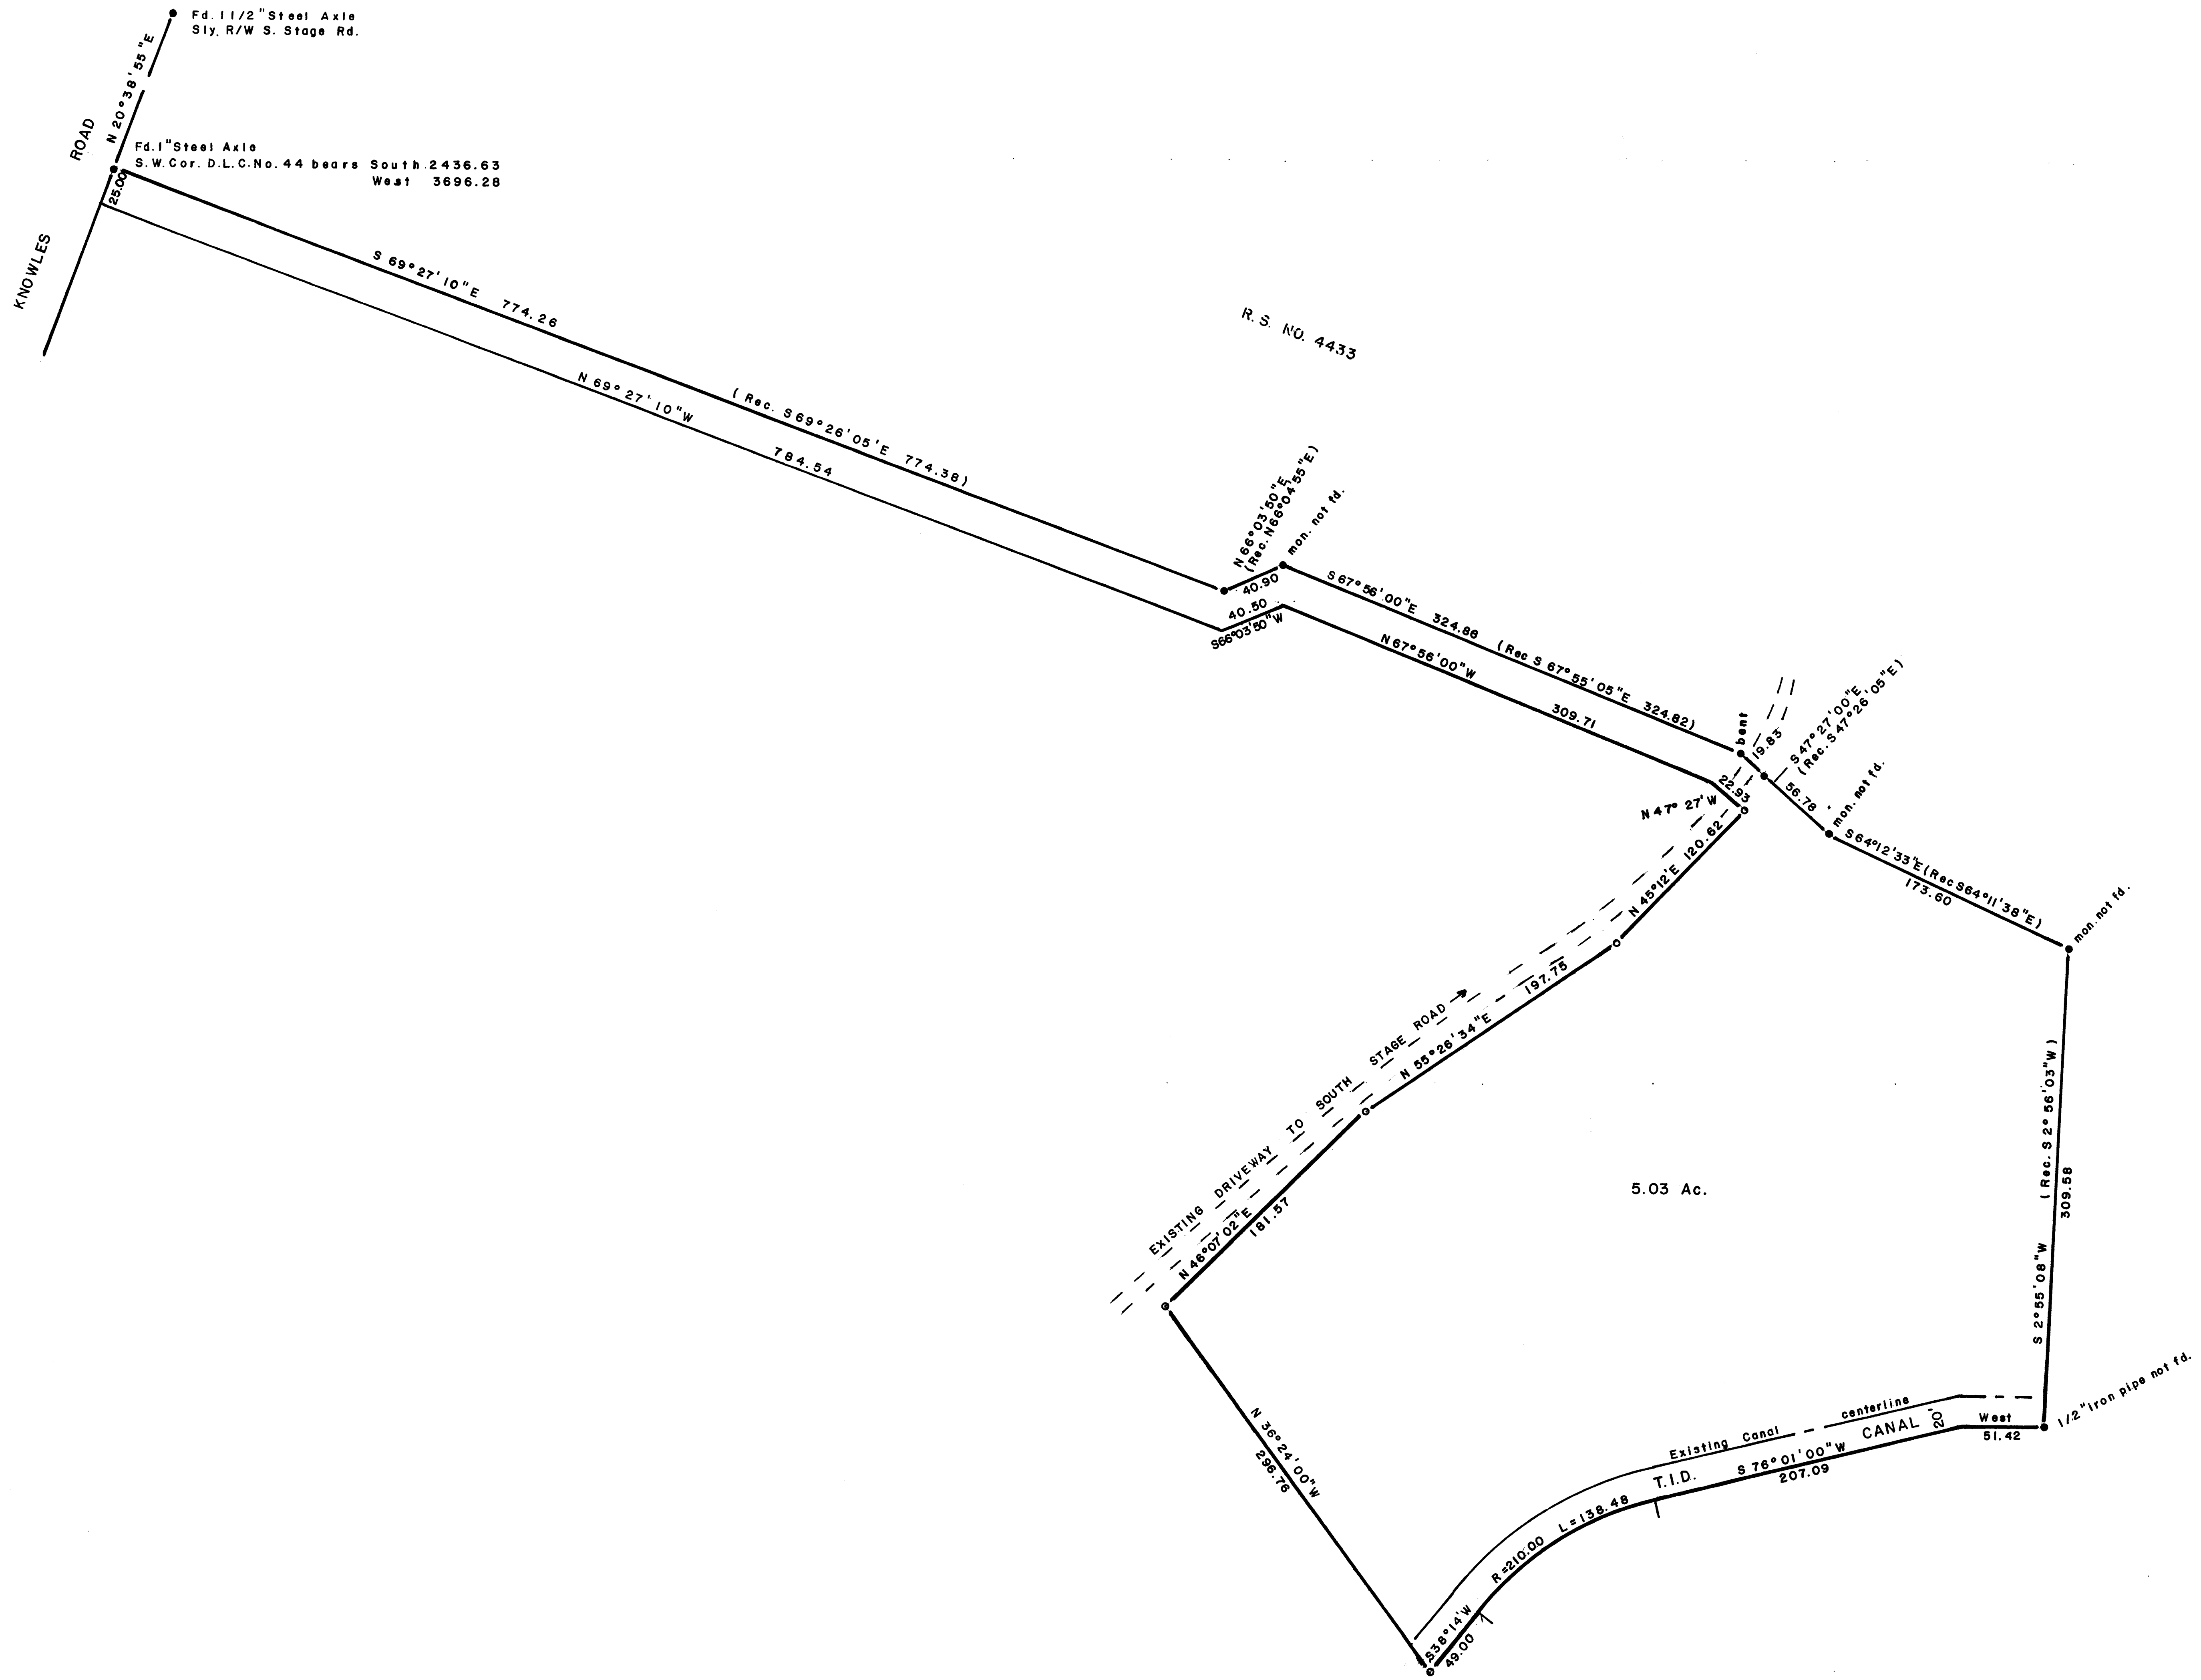 Fd. 1 1/2" Steel Axle
Sly. R/W S. Stage Rd.
N 20°38'55"E
ROAD
KNOWLES
Fd. 1" Steel Axle
S.W. Cor. D.L.C. No. 44 bears South 2436.63
West 3696.28
25.00
S 69°27'10"E 774.26
(Rec. S 69°26'05'E 774.38)
N 69°27'10"W
784.54
R.S. NO. 4433
N 66°03'50"E
(Rec. N66°04'55"E)
mon. not fd.
40.90
40.50
S66°03'50"W
S 67°56'00"E 324.86 (Rec S 67°55'05"E 324.82)
N 67°56'00"W
309.71
bent
19.83
S 47°27'00"E
(Rec. S 47°26'05"E)
22.93
N 47°27'W
56.78
mon. not fd.
S64°12'33"E (Rec S64°11'38"E)
173.60
mon. not fd.
N 45°12'E 120.62
197.75
N 55°26'34"E
EXISTING DRIVEWAY TO SOUTH STAGE ROAD
N 46°07'02"E
181.57
5.03 Ac.
(Rec. S 2°56'03"W)
S 2°55'08"W
309.58
1/2" iron pipe not fd.
N 36°24'00"W
296.76
Existing Canal centerline
T.I.D. CANAL
20'
West
51.42
S 76°01'00"W
207.09
R=210.00 L=138.48
S38°14'W
49.00